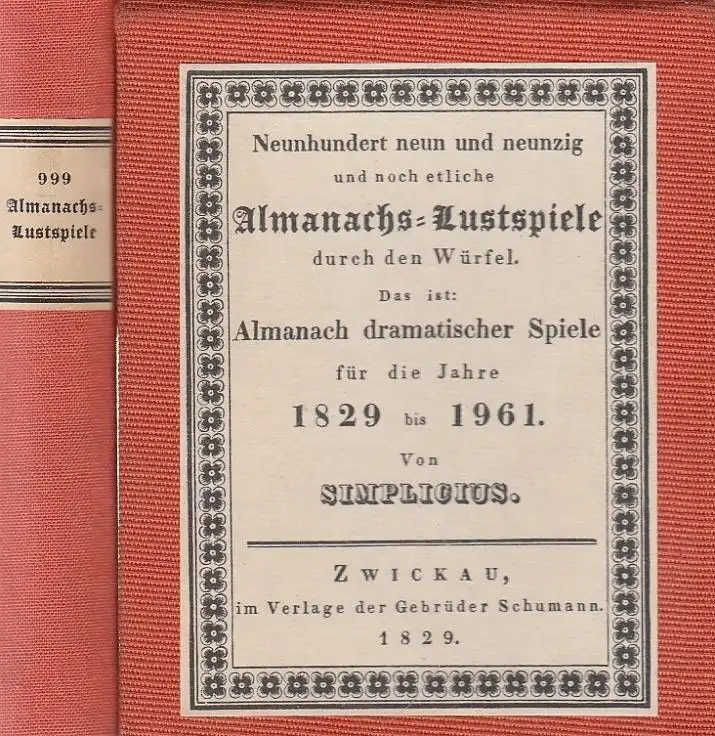 999
Almanachs-
Lustspiele
Neunhundert neun und neunzig
und noch etliche
Almanachs-Lustspiele
durch den Würfel.
Das ist:
Almanach dramatischer Spiele
für die Jahre
1829 bis 1961.
Von
SIMPLICIUS.
ZWICKAU,
im Verlage der Gebrüder Schumann.
1829.